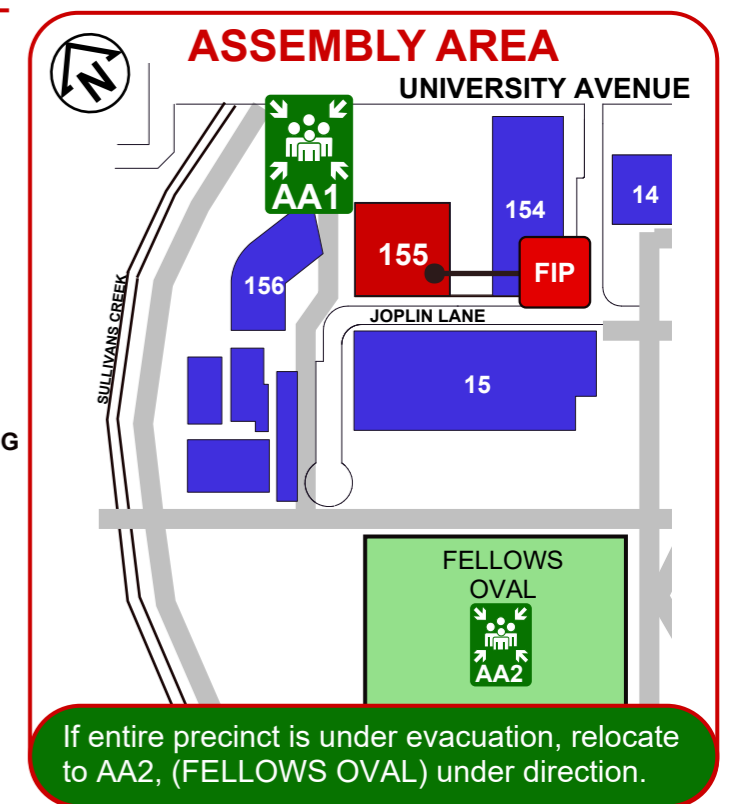 ASSEMBLY AREA
N
UNIVERSITY AVENUE
AA1
154
14
155
FIP
156
JOPLIN LANE
SULLIVANS CREEK
15
G
FELLOWS
OVAL
AA2
If entire precinct is under evacuation, relocate
to AA2, (FELLOWS OVAL) under direction.